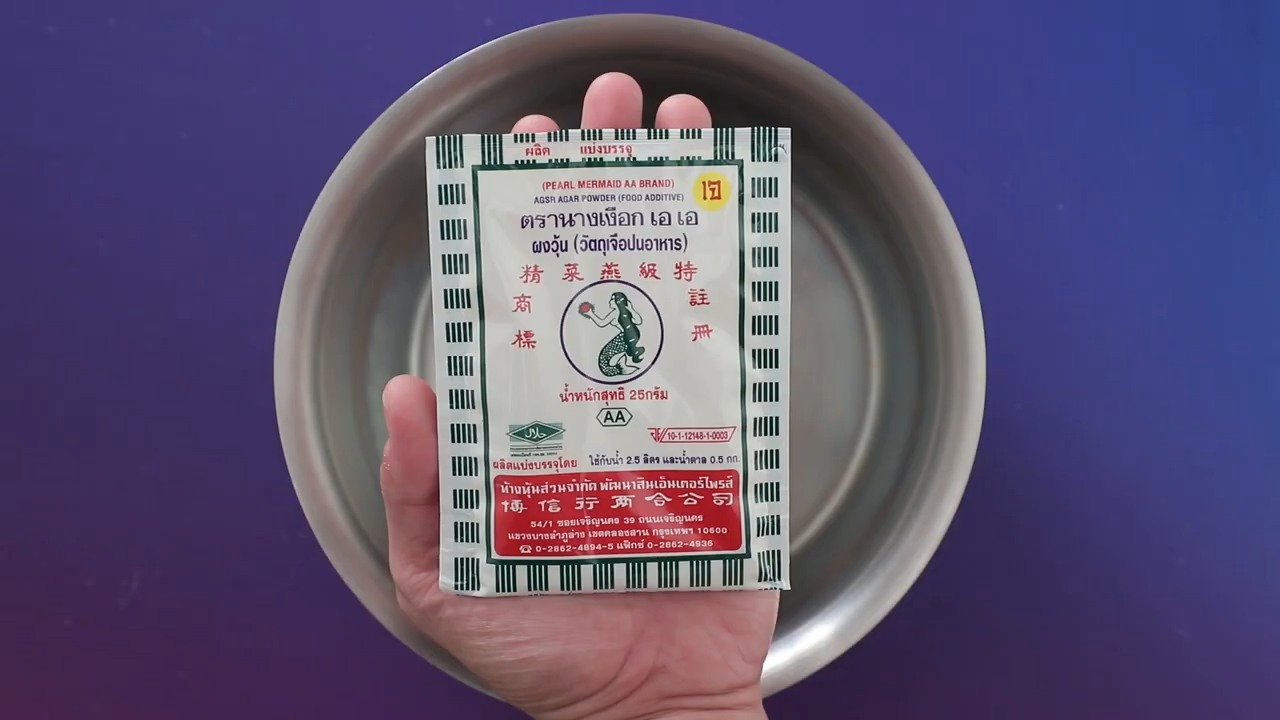 ผลิต แบ่งบรรจุ
(PEARL MERMAID AA BRAND)
เจ
AGSR AGAR POWDER (FOOD ADDITIVE)
ตรานางเงือก เอ เอ
ผงวุ้น (วัตถุเจือปนอาหาร)
精菜燕級特
商 註
標 冊
น้ำหนักสุทธิ 25กรัม
AA
حلال
10-1-12148-1-0003
ผลิตแบ่งบรรจุโดย ใช้กับน้ำ 2.5 ลิตร และน้ำตาล 0.5 กก.
ห้างหุ้นส่วนจำกัด พัฒนาสินเอ็นเตอร์ไพรส์
博信行兩合公司
54/1 ซอยเจริญนคร 39 ถนนเจริญนคร
แขวงบางลำภูล่าง เขตคลองสาน กรุงเทพฯ 10600
☎ 0-2862-4894-5 แฟ็กซ์ 0-2862-4936